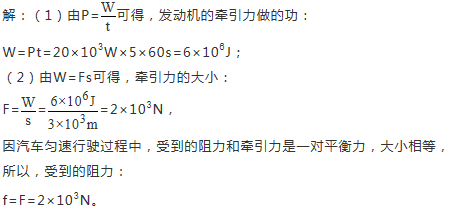 解：（1）由P=W/t可得，发动机的牵引力做的功：
W=Pt=20×10³W×5×60s=6×10⁶J；
（2）由W=Fs可得，牵引力的大小：
F=W/s=6×10⁶J/3×10³m=2×10³N，
因汽车匀速行驶过程中，受到的阻力和牵引力是一对平衡力，大小相等，
所以，受到的阻力：
f=F=2×10³N。